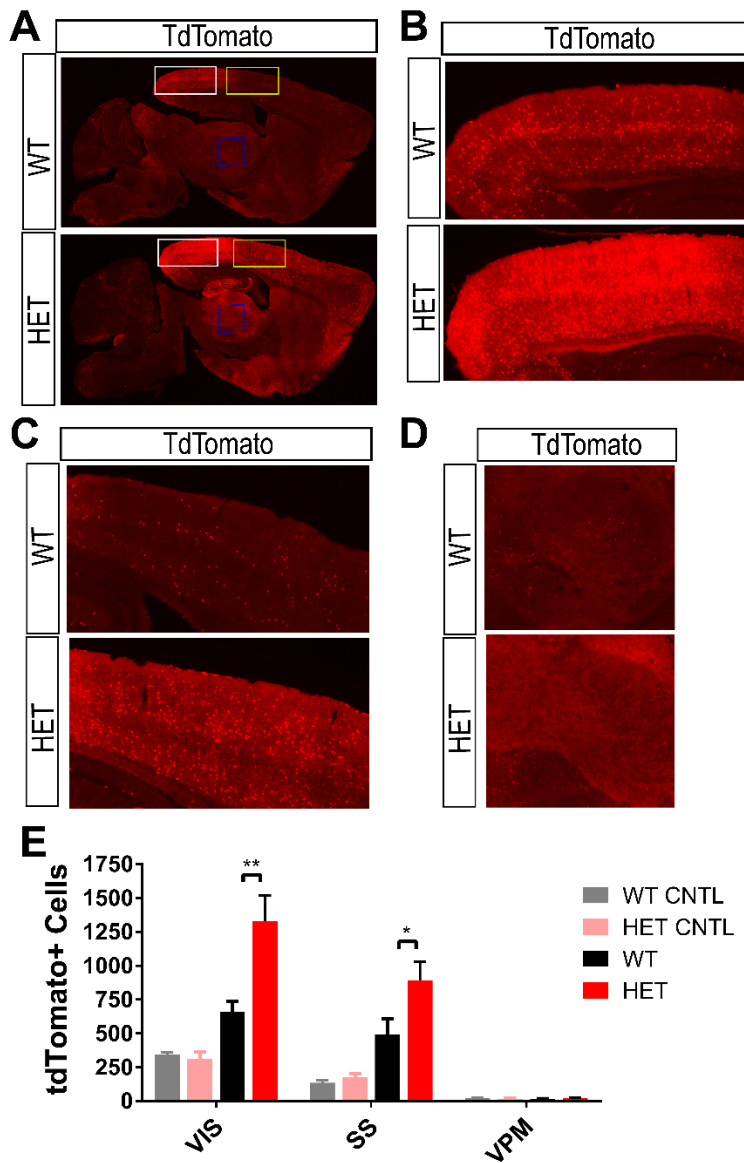 A
TdTomato
WT
HET
B
TdTomato
WT
HET
C
TdTomato
WT
HET
D
TdTomato
WT
HET
E
tdTomato+ Cells
1750
1500
1250
1000
750
500
250
0
**
*
VIS
SS
VPM
WT CNTL
HET CNTL
WT
HET